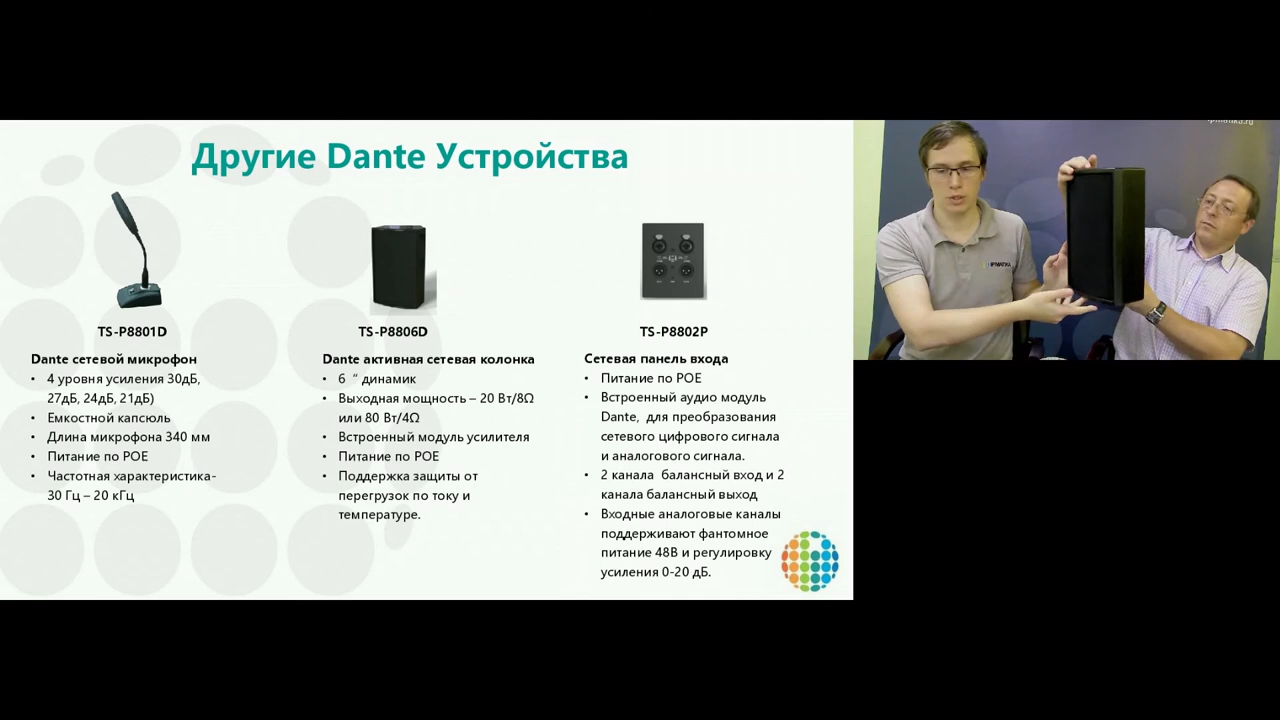 Другие Dante Устройства
TS-P8801D
Dante сетевой микрофон
• 4 уровня усиления 30дБ,
27дБ, 24дБ, 21дБ)
• Емкостной капсюль
• Длина микрофона 340 мм
• Питание по POE
• Частотная характеристика-
30 Гц – 20 кГц
TS-P8806D
Dante активная сетевая колонка
• 6 “ динамик
• Выходная мощность – 20 Вт/8Ω
или 80 Вт/4Ω
• Встроенный модуль усилителя
• Питание по POE
• Поддержка защиты от
перегрузок по току и
температуре.
TS-P8802P
Сетевая панель входа
• Питание по POE
• Встроенный аудио модуль
Dante, для преобразования
сетевого цифрового сигнала
и аналогового сигнала.
• 2 канала балансный вход и 2
канала балансный выход
• Входные аналоговые каналы
поддерживают фантомное
питание 48В и регулировку
усиления 0-20 дБ.